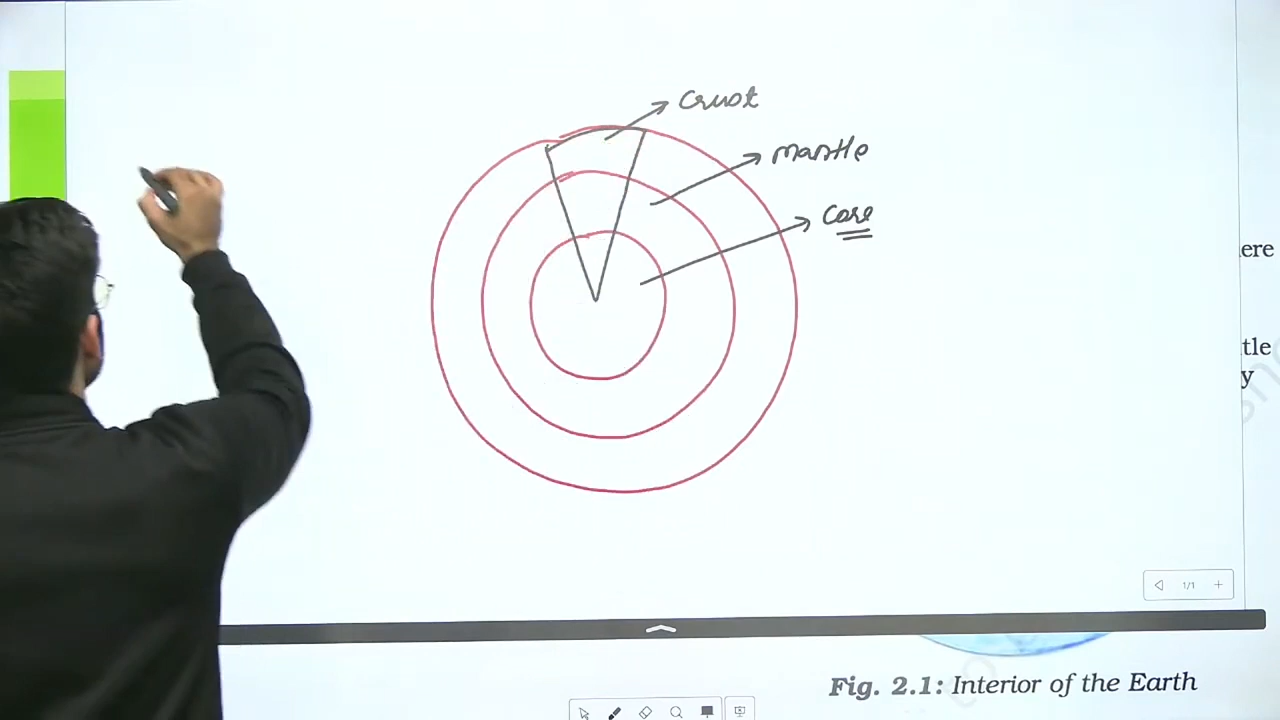 Crust
mantle
Core
ere
tle
y
1/1
Fig. 2.1: Interior of the Earth